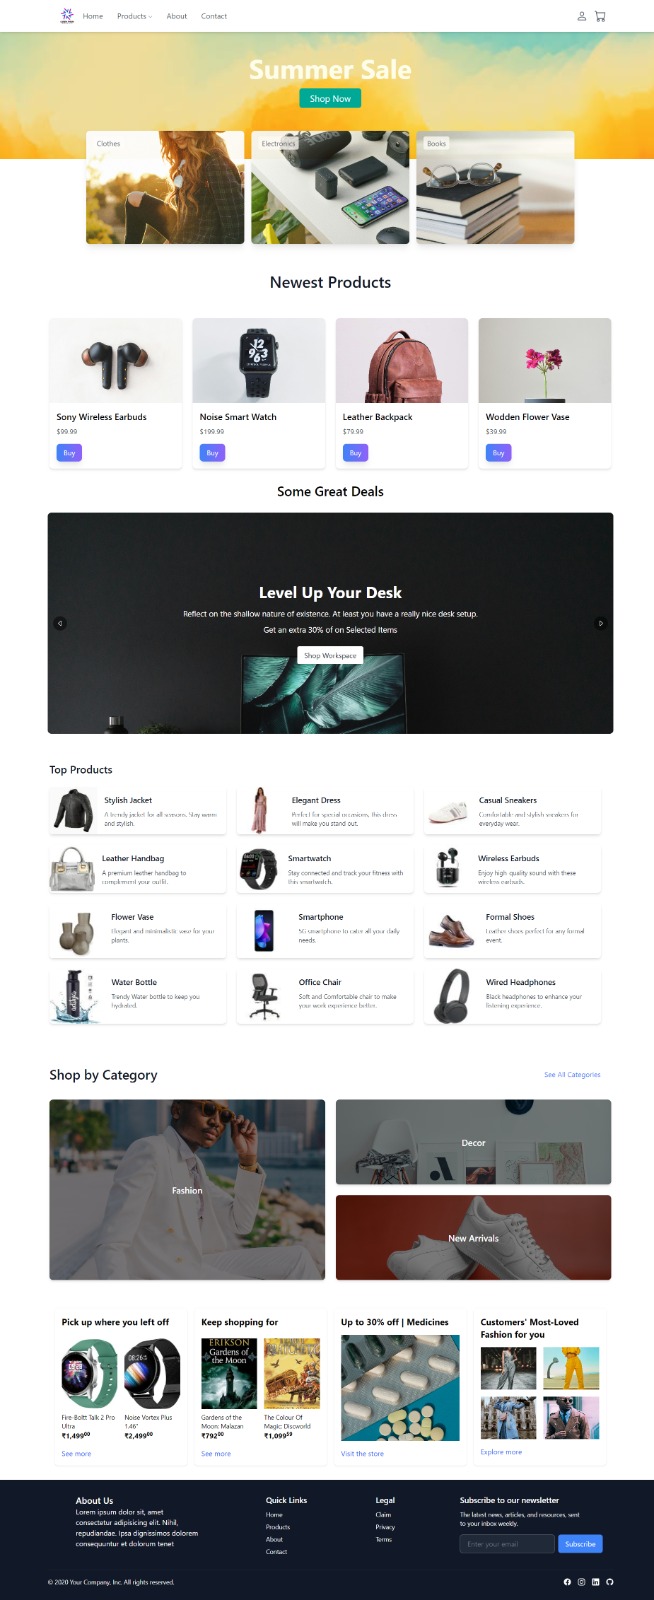 Home
Products
About
Contact
Summer Sale
Shop Now
Clothes
Electronics
Books
Newest Products
Sony Wireless Earbuds
$99.99
Buy
Noise Smart Watch
$199.99
Buy
Leather Backpack
$79.99
Buy
Wodden Flower Vase
$39.99
Buy
Some Great Deals
Level Up Your Desk
Reflect on the shallow nature of existence. At least you have a really nice desk setup.
Get an extra 30% of on Selected Items
Shop Workspace
Top Products
Stylish Jacket
A trendy jacket for all seasons. Stay warm
and stylish.
Elegant Dress
Perfect for special occasions, this dress
will make you stand out.
Casual Sneakers
Comfortable and stylish sneakers for
everyday wear.
Leather Handbag
A premium leather handbag to
complement your outfit.
Smartwatch
Stay connected and track your fitness with
this smartwatch.
Wireless Earbuds
Enjoy high-quality sound with these
wireless earbuds.
Flower Vase
Elegant and minimalistic vase for your
plants.
Smartphone
5G smartphone to cater all your daily
needs.
Formal Shoes
Leather shoes perfect for any formal
event.
Water Bottle
Trendy Water bottle to keep you
hydrated.
Office Chair
Soft and Comfortable chair to make
your work experience better.
Wired Headphones
Black headphones to enhance your
listening experience.
Shop by Category
See All Categories
Fashion
Decor
New Arrivals
Pick up where you left off
Fire-Boltt Talk 2 Pro
Ultra
₹1,499⁰⁰
Noise Vortex Plus
1.46"
₹2,499⁰⁰
See more
Keep shopping for
ERIKSON
Gardens of
the Moon
Gardens of the
Moon: Malazan
₹792⁰⁰
The Colour Of
Magic: Discworld
₹1,099⁵⁹
See more
Up to 30% off | Medicines
Visit the store
Customers' Most-Loved
Fashion for you
Explore more
About Us
Lorem ipsum dolor sit, amet
consectetur adipisicing elit. Nihil,
repudiandae. Ipsa dignissimos dolorem
consequuntur et dolorum tenet
Quick Links
Home
Products
About
Contact
Legal
Claim
Privacy
Terms
Subscribe to our newsletter
The latest news, articles, and resources, sent
to your inbox weekly.
Enter your email
Subscribe
© 2020 Your Company, Inc. All rights reserved.